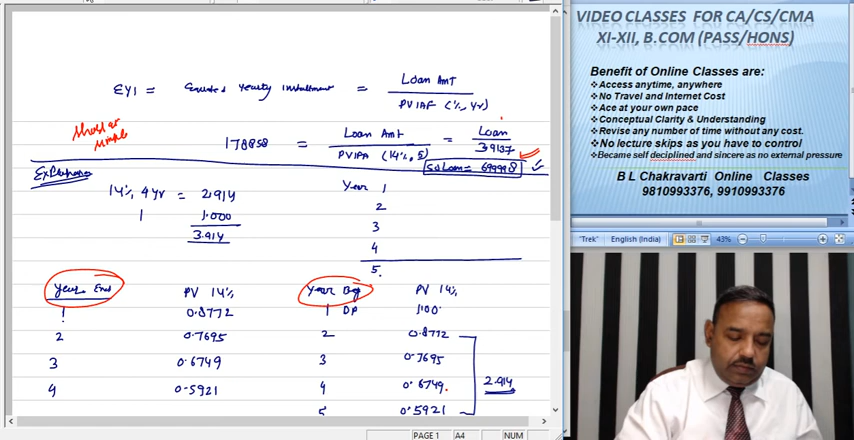 EYI = Equated Yearly Installment = Loan Amt
PVIAF (%, Yr)
Short at simple
178858 = Loan Amt = Loan
PVIFA (14%, 5) 3.9137
So Loan = 699998
Explanation
14%, 4yr = 2.914
1 1.000
3.914
Year 1
2
3
4
5.
Year End PV 14%
1 0.8772
2 0.7695
3 0.6749
4 0.5921
Year Beg PV 14%
1 DP 1.00
2 0.8772
3 0.7695
4 0.6749
5 0.5921
2.914
PAGE 1 A4 NUM
VIDEO CLASSES FOR CA/CS/CMA
XI-XII, B.COM (PASS/HONS)
Benefit of Online Classes are:
❖Access anytime, anywhere
❖No Travel and Internet Cost
❖Ace at your own pace
❖Conceptual Clarity & Understanding
❖Revise any number of time without any cost.
❖No lecture skips as you have to control
❖Became self deciplined and sincere as no external pressure
B L Chakravarti Online Classes
9810993376, 9910993376
"Trek" English (India) 43%